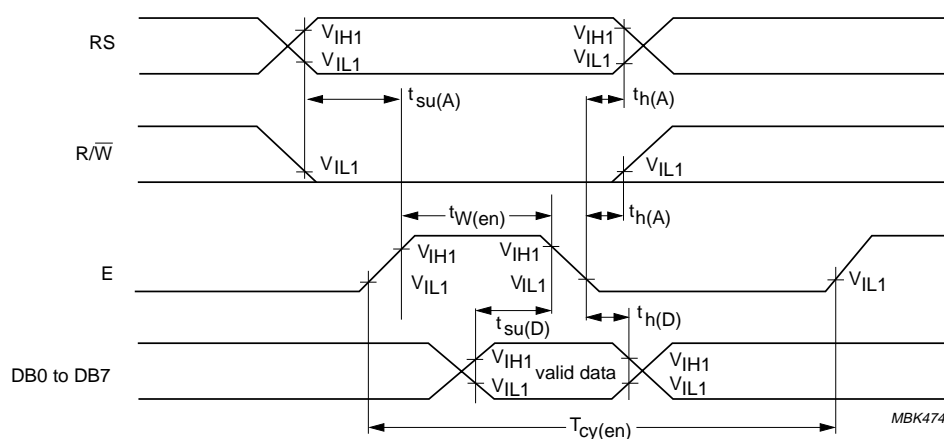 RS
VIH1
VIL1
VIH1
VIL1
tsu(A)
th(A)
R/W̅
VIL1
VIL1
tW(en)
th(A)
E
VIH1
VIL1
VIH1
VIL1
VIL1
tsu(D)
th(D)
DB0 to DB7
VIH1
VIL1
valid data
VIH1
VIL1
Tcy(en)
MBK474